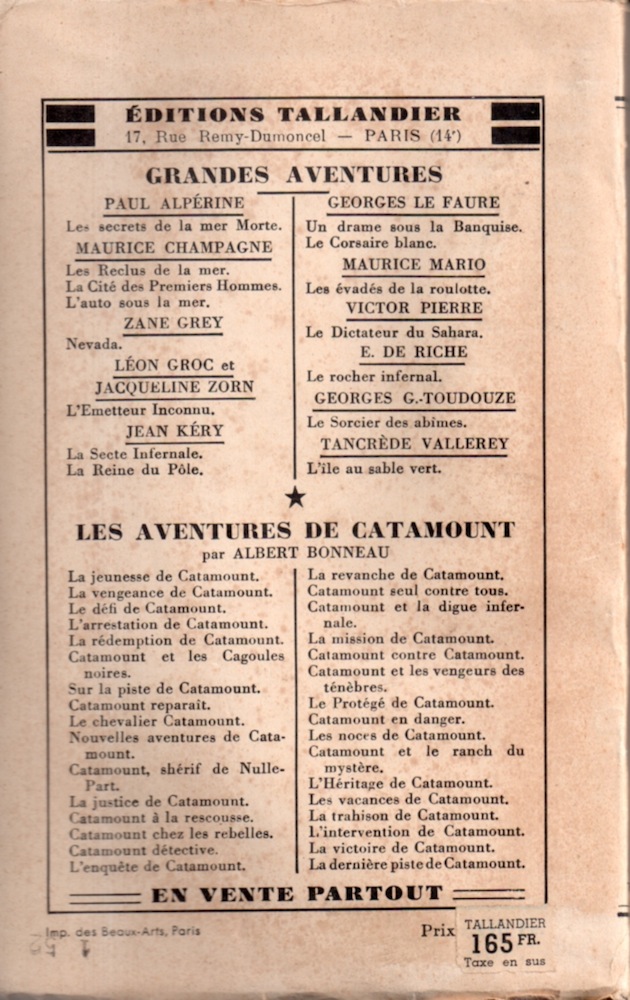 ÉDITIONS TALLANDIER
17, Rue Remy-Dumoncel — PARIS (14ᵉ)
GRANDES AVENTURES
PAUL ALPÉRINE
Les secrets de la mer Morte.
MAURICE CHAMPAGNE
Les Reclus de la mer.
La Cité des Premiers Hommes.
L'auto sous la mer.
ZANE GREY
Nevada.
LÉON GROC et
JACQUELINE ZORN
L'Emetteur Inconnu.
JEAN KÉRY
La Secte Infernale.
La Reine du Pôle.
GEORGES LE FAURE
Un drame sous la Banquise.
Le Corsaire blanc.
MAURICE MARIO
Les évadés de la roulotte.
VICTOR PIERRE
Le Dictateur du Sahara.
E. DE RICHE
Le rocher infernal.
GEORGES G.-TOUDOUZE
Le Sorcier des abîmes.
TANCRÈDE VALLEREY
L'île au sable vert.
★
LES AVENTURES DE CATAMOUNT
par ALBERT BONNEAU
La jeunesse de Catamount.
La vengeance de Catamount.
Le défi de Catamount.
L'arrestation de Catamount.
La rédemption de Catamount.
Catamount et les Cagoules
noires.
Sur la piste de Catamount.
Catamount reparaît.
Le chevalier Catamount.
Nouvelles aventures de Cata-
mount.
Catamount, shérif de Nulle-
Part.
La justice de Catamount.
Catamount à la rescousse.
Catamount chez les rebelles.
Catamount détective.
L'enquête de Catamount.
La revanche de Catamount.
Catamount seul contre tous.
Catamount et la digue infer-
nale.
La mission de Catamount.
Catamount contre Catamount.
Catamount et les vengeurs des
ténèbres.
Le Protégé de Catamount.
Catamount en danger.
Les noces de Catamount.
Catamount et le ranch du
mystère.
L'Héritage de Catamount.
Les vacances de Catamount.
La trahison de Catamount.
L'intervention de Catamount.
La victoire de Catamount.
La dernière piste de Catamount.
EN VENTE PARTOUT
Imp. des Beaux-Arts, Paris
Prix
TALLANDIER
165 FR.
Taxe en sus